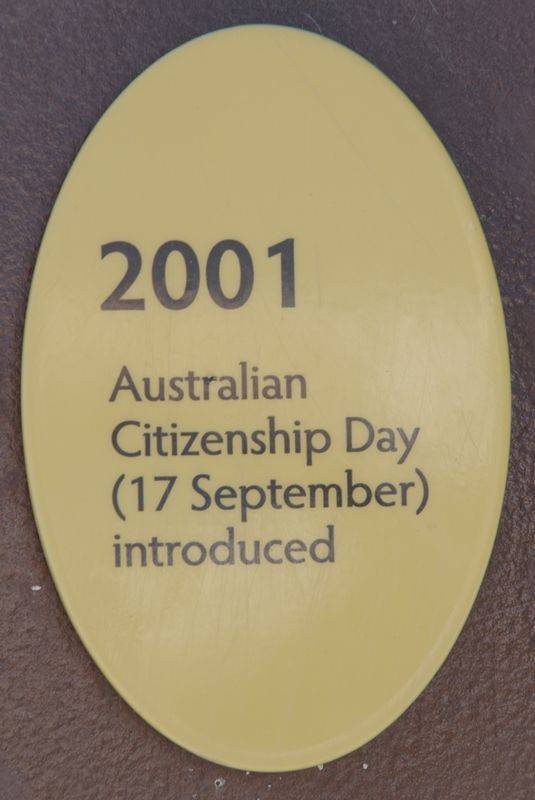 2001
Australian
Citizenship Day
(17 September)
introduced